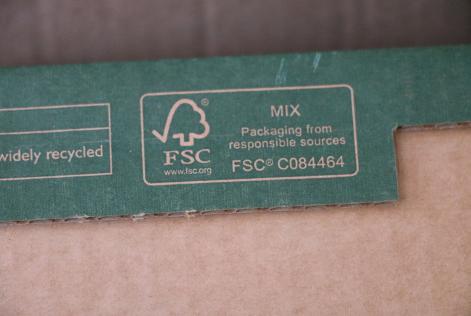 widely recycled
®
FSC
www.fsc.org
MIX
Packaging from
responsible sources
FSC® C084464